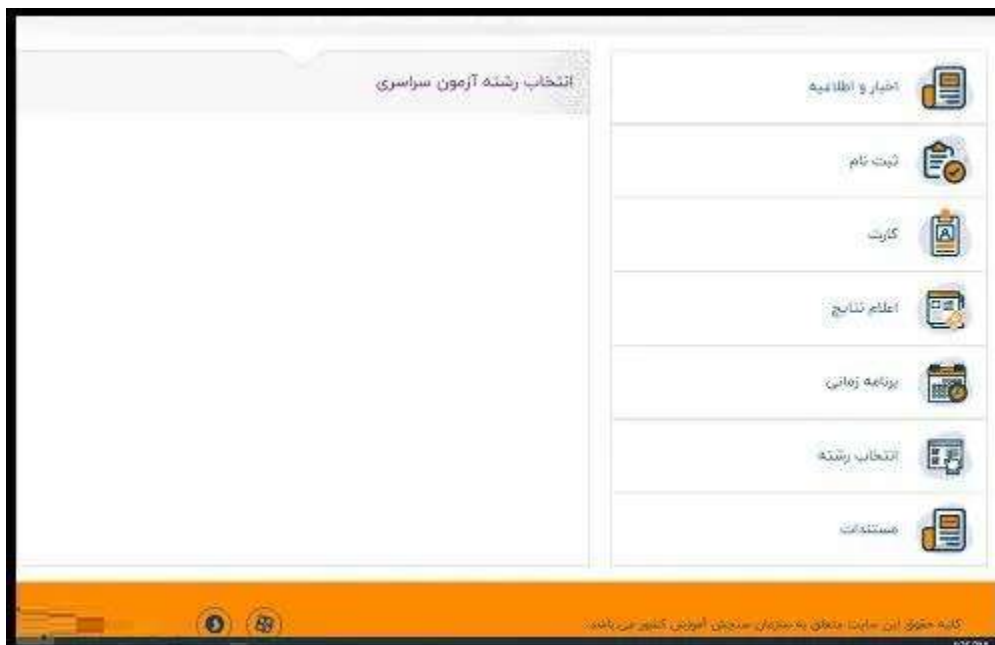 انتخاب رشته آزمون سراسری
اخبار و اطلاعیه
ثبت نام
کارت
اعلام نتایج
برنامه زمانی
انتخاب رشته
مستندات
کلیه حقوق این سایت متعلق به سازمان سنجش آموزش کشور می‌باشد.